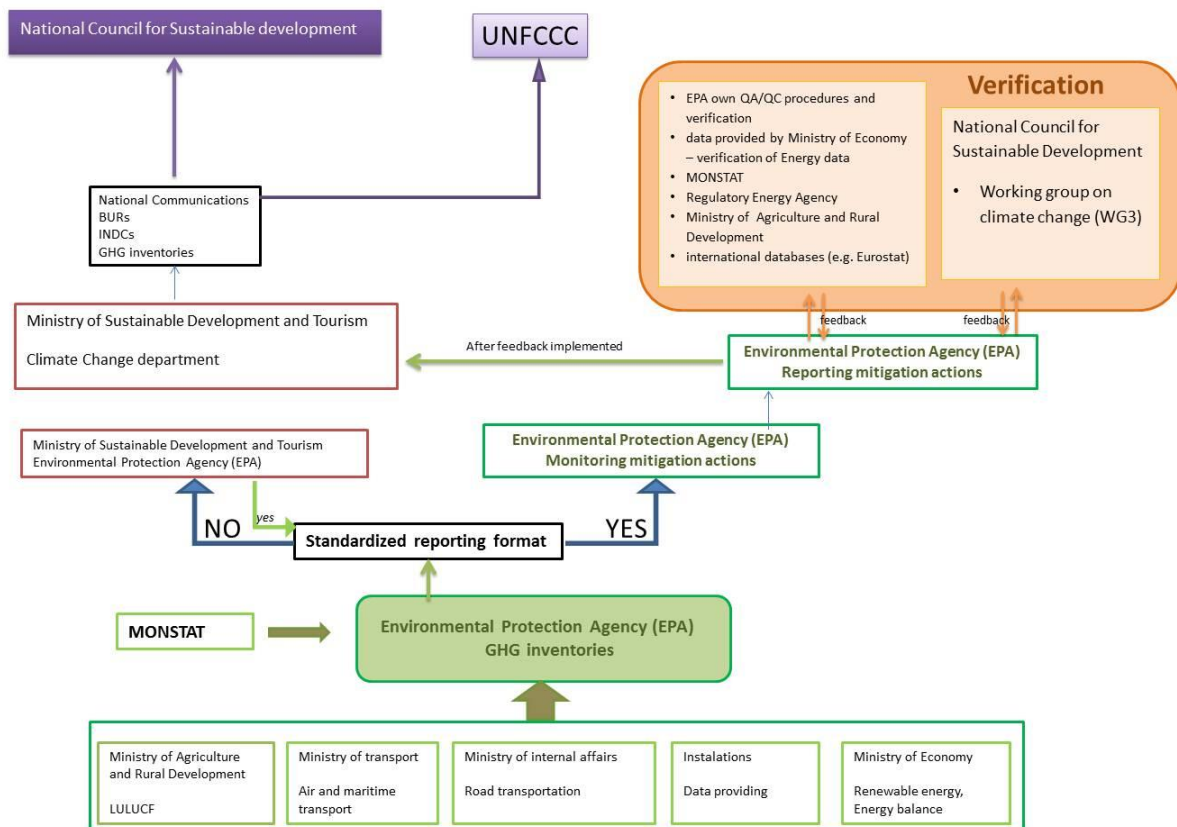 National Council for Sustainable development
UNFCCC
Verification
• EPA own QA/QC procedures and
verification
• data provided by Ministry of Economy
– verification of Energy data
• MONSTAT
• Regulatory Energy Agency
• Ministry of Agriculture and Rural
Development
• international databases (e.g. Eurostat)
National Council for
Sustainable Development
• Working group on
climate change (WG3)
National Communications
BURs
INDCs
GHG inventories
feedback
feedback
Ministry of Sustainable Development and Tourism
Climate Change department
After feedback implemented
Environmental Protection Agency (EPA)
Reporting mitigation actions
Ministry of Sustainable Development and Tourism
Environmental Protection Agency (EPA)
Environmental Protection Agency (EPA)
Monitoring mitigation actions
NO
yes
YES
Standardized reporting format
MONSTAT
Environmental Protection Agency (EPA)
GHG inventories
Ministry of Agriculture
and Rural Development
LULUCF
Ministry of transport
Air and maritime
transport
Ministry of internal affairs
Road transportation
Instalations
Data providing
Ministry of Economy
Renewable energy,
Energy balance